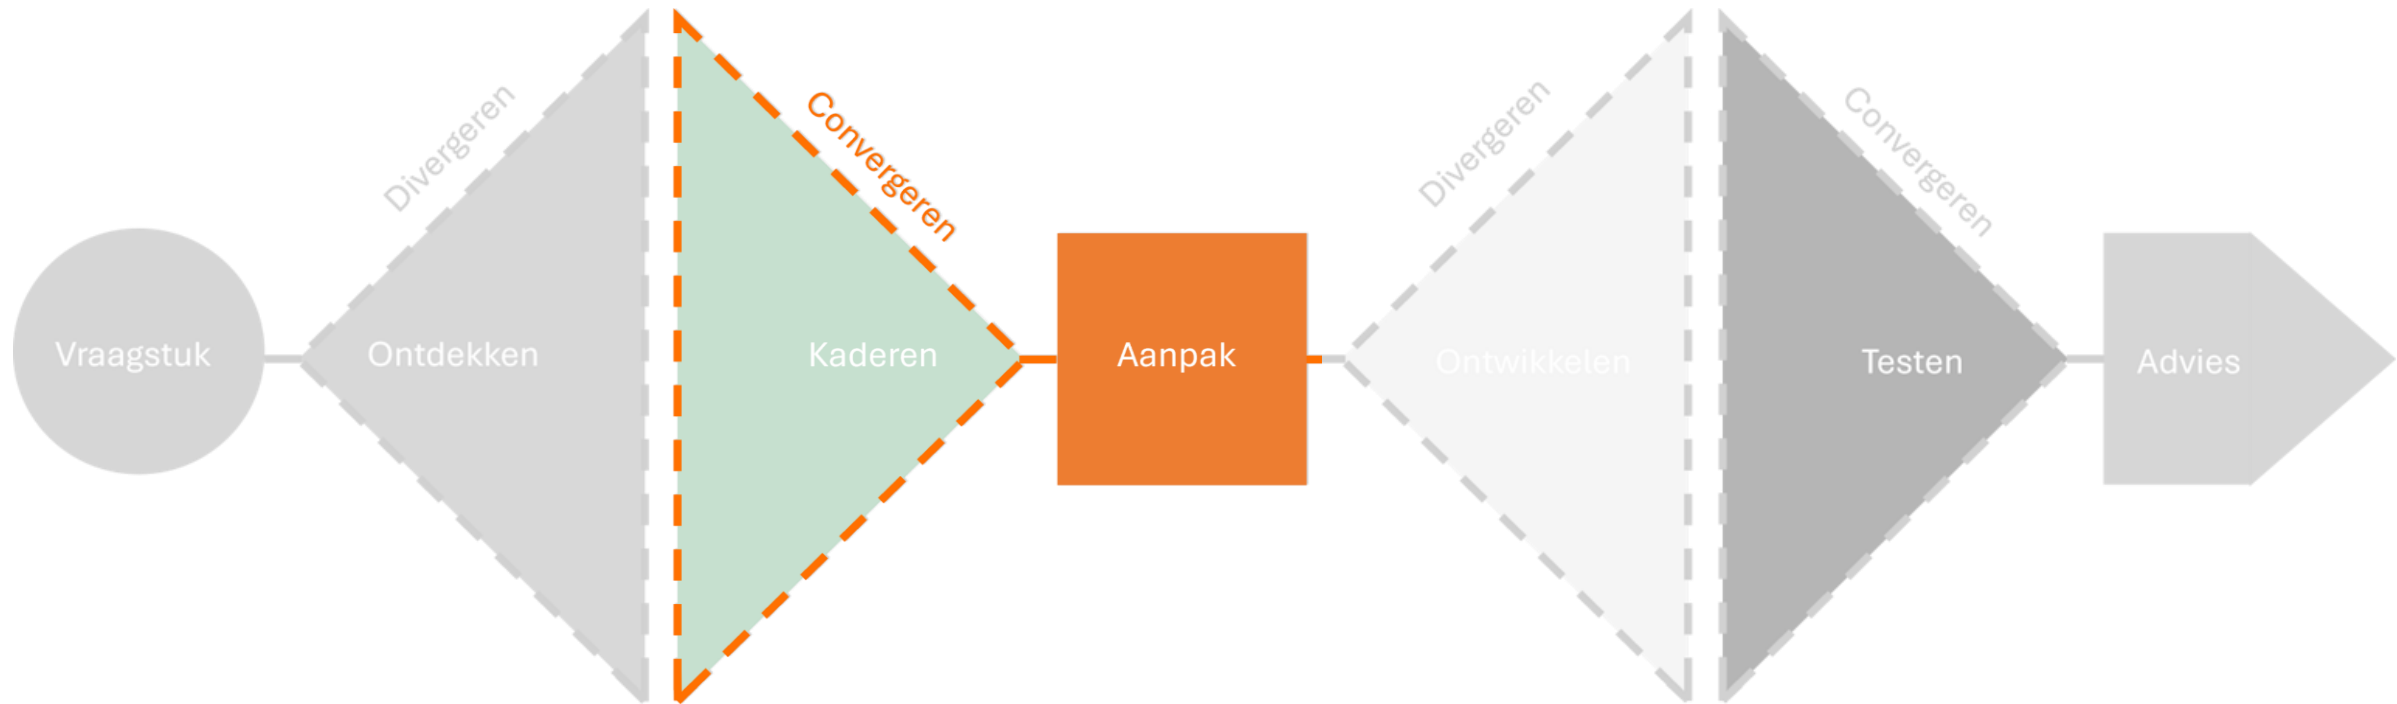 Divergeren
Convergeren
Divergeren
Convergeren
Vraagstuk
Ontdekken
Kaderen
Aanpak
Ontwikkelen
Testen
Advies